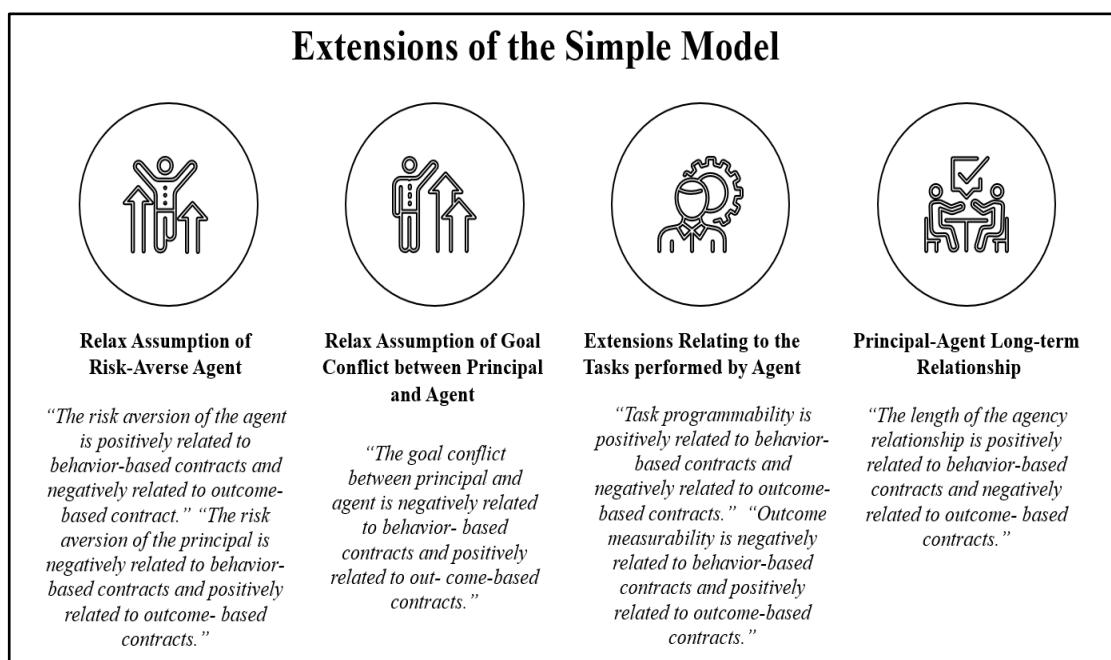 Extensions of the Simple Model
Relax Assumption of
Risk-Averse Agent
“The risk aversion of the agent
is positively related to
behavior-based contracts and
negatively related to outcome-
based contract.” “The risk
aversion of the principal is
negatively related to behavior-
based contracts and positively
related to outcome- based
contracts.”
Relax Assumption of Goal
Conflict between Principal
and Agent
“The goal conflict
between principal and
agent is negatively related
to behavior- based
contracts and positively
related to out- come-based
contracts.”
Extensions Relating to the
Tasks performed by Agent
“Task programmability is
positively related to behavior-
based contracts and
negatively related to outcome-
based contracts.” “Outcome
measurability is negatively
related to behavior-based
contracts and positively
related to outcome-based
contracts.”
Principal-Agent Long-term
Relationship
“The length of the agency
relationship is positively
related to behavior-based
contracts and negatively
related to outcome- based
contracts.”